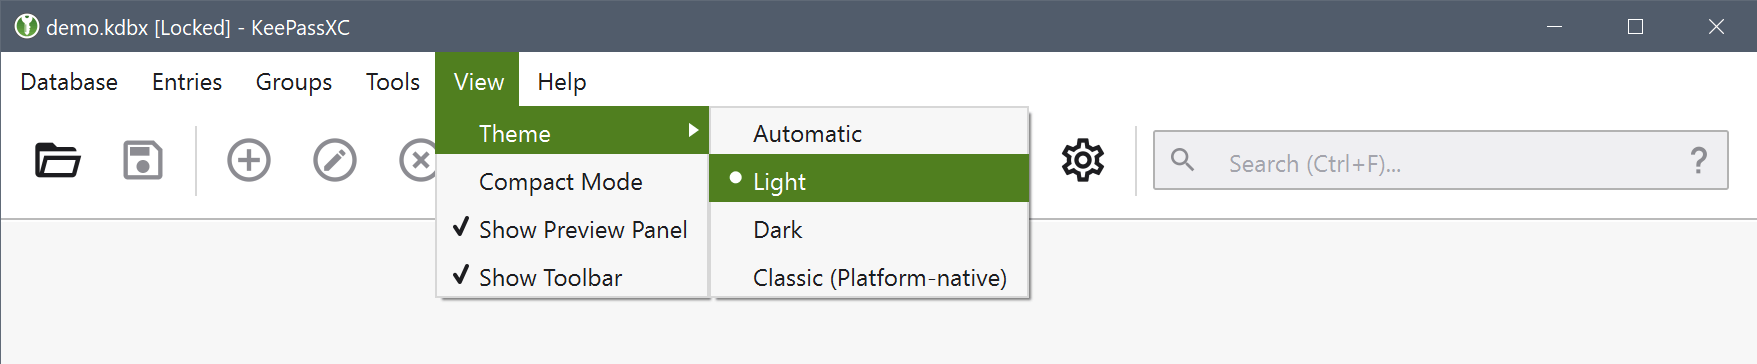 demo.kdbx [Locked] - KeePassXC
Database Entries Groups Tools View Help
Theme
Compact Mode
Show Preview Panel
Show Toolbar
Automatic
Light
Dark
Classic (Platform-native)
Search (Ctrl+F)... ?